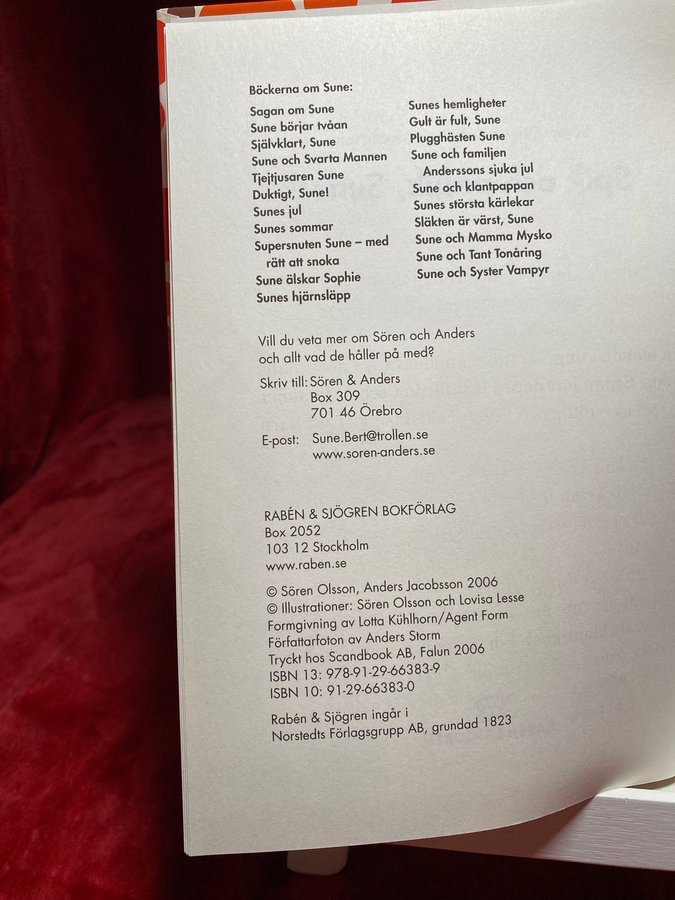 Böckerna om Sune:
Sagan om Sune
Sune börjar tvåan
Självklart, Sune
Sune och Svarta Mannen
Tjejtjusaren Sune
Duktigt, Sune!
Sunes jul
Sunes sommar
Supersnuten Sune – med
rätt att snoka
Sune älskar Sophie
Sunes hjärnsläpp
Sunes hemligheter
Gult är fult, Sune
Plugghästen Sune
Sune och familjen
Anderssons sjuka jul
Sune och klantpappan
Sunes största kärlekar
Släkten är värst, Sune
Sune och Mamma Mysko
Sune och Tant Tonåring
Sune och Syster Vampyr
Vill du veta mer om Sören och Anders
och allt vad de håller på med?
Skriv till: Sören & Anders
Box 309
701 46 Örebro
E-post: Sune.Bert@trollen.se
www.soren-anders.se
RABÉN & SJÖGREN BOKFÖRLAG
Box 2052
103 12 Stockholm
www.raben.se
© Sören Olsson, Anders Jacobsson 2006
© Illustrationer: Sören Olsson och Lovisa Lesse
Formgivning av Lotta Kühlhorn/Agent Form
Författarfoton av Anders Storm
Tryckt hos Scandbook AB, Falun 2006
ISBN 13: 978-91-29-66383-9
ISBN 10: 91-29-66383-0
Rabén & Sjögren ingår i
Norstedts Förlagsgrupp AB, grundad 1823